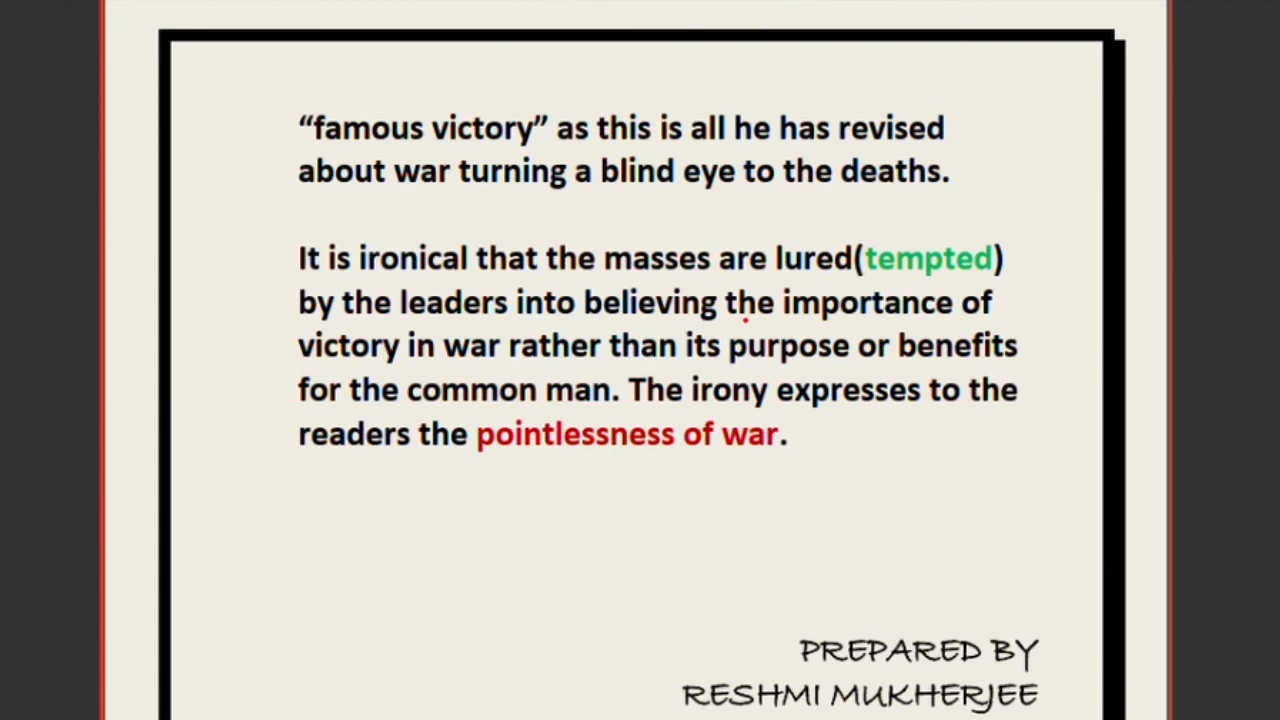 “famous victory” as this is all he has revised
about war turning a blind eye to the deaths.
It is ironical that the masses are lured(tempted)
by the leaders into believing the importance of
victory in war rather than its purpose or benefits
for the common man. The irony expresses to the
readers the pointlessness of war.
PREPARED BY
RESHMI MUKHERJEE